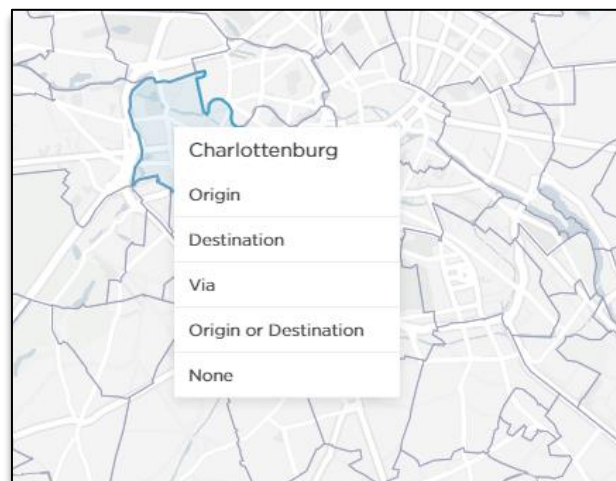 Charlottenburg
Origin
Destination
Via
Origin or Destination
None